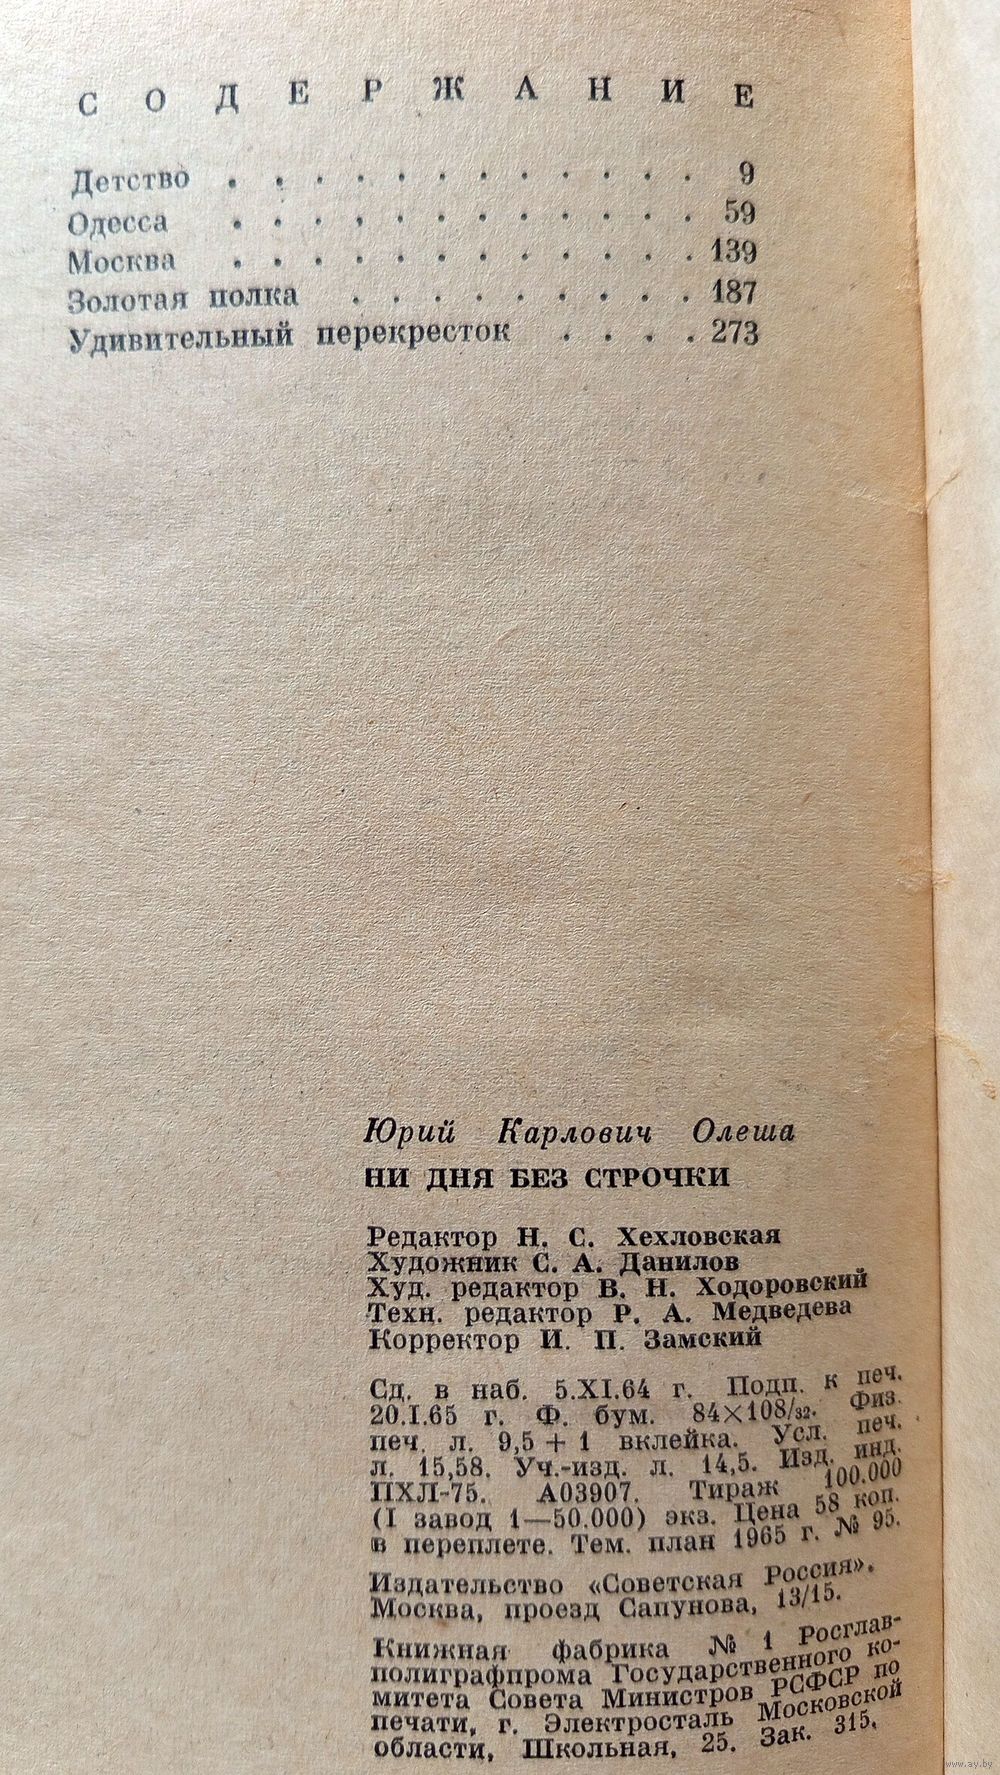 СОДЕРЖАНИЕ
Детство . . . . . . . . . . . . 9
Одесса . . . . . . . . . . . . 59
Москва . . . . . . . . . . . . 139
Золотая полка . . . . . . . . . 187
Удивительный перекресток . . . . 273
Юрий Карлович Олеша
НИ ДНЯ БЕЗ СТРОЧКИ
Редактор Н. С. Хехловская
Художник С. А. Данилов
Худ. редактор В. Н. Ходоровский
Техн. редактор Р. А. Медведева
Корректор И. П. Замский
Сд. в наб. 5.XI.64 г. Подп. к печ.
20.I.65 г. Ф. бум. 84×108/32. Физ.
печ. л. 9,5 + 1 вклейка. Усл. печ.
л. 15,58. Уч.-изд. л. 14,5. Изд. инд.
ПХЛ-75. А03907. Тираж 100.000
(I завод 1—50.000) экз. Цена 58 коп.
в переплете. Тем. план 1965 г. № 95.
Издательство «Советская Россия».
Москва, проезд Сапунова, 13/15.
Книжная фабрика № 1 Росглав-
полиграфпрома Государственного ко-
митета Совета Министров РСФСР по
печати, г. Электросталь Московской
области, Школьная, 25. Зак. 315.
www.ay.by